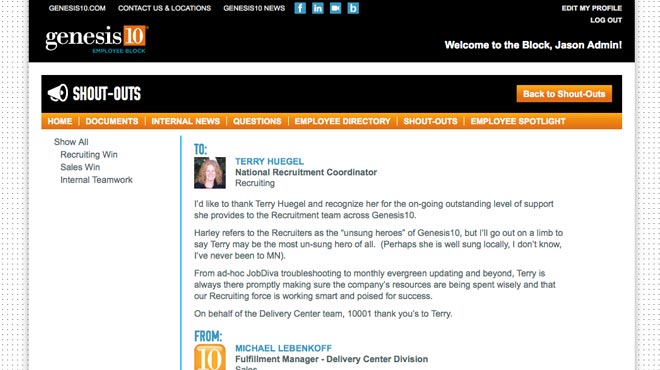 GENESIS10.COM CONTACT US & LOCATIONS GENESIS10 NEWS f in b EDIT MY PROFILE
LOG OUT
genesis10
EMPLOYEE BLOCK
Welcome to the Block, Jason Admin!
SHOUT-OUTS
Back to Shout-Outs
HOME | DOCUMENTS | INTERNAL NEWS | QUESTIONS | EMPLOYEE DIRECTORY | SHOUT-OUTS | EMPLOYEE SPOTLIGHT
Show All
Recruiting Win
Sales Win
Internal Teamwork
TO:
TERRY HUEGEL
National Recruitment Coordinator
Recruiting
I'd like to thank Terry Huegel and recognize her for the on-going outstanding level of support
she provides to the Recruitment team across Genesis10.
Harley refers to the Recruiters as the "unsung heroes" of Genesis10, but I'll go out on a limb to
say Terry may be the most un-sung hero of all. (Perhaps she is well sung locally, I don't know,
I've never been to MN).
From ad-hoc JobDiva troubleshooting to monthly evergreen updating and beyond, Terry is
always there promptly making sure the company's resources are being spent wisely and that
our Recruiting force is working smart and poised for success.
On behalf of the Delivery Center team, 10001 thank you's to Terry.
FROM:
10
MICHAEL LEBENKOFF
Fulfillment Manager - Delivery Center Division
Sales